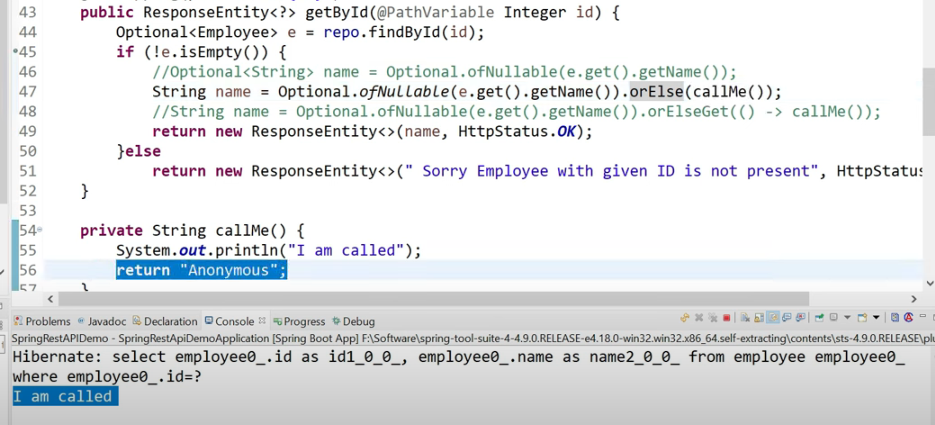 43 public ResponseEntity<?> getById(@PathVariable Integer id) {
44 Optional<Employee> e = repo.findById(id);
45 if (!e.isEmpty()) {
46 //Optional<String> name = Optional.ofNullable(e.get().getName());
47 String name = Optional.ofNullable(e.get().getName()).orElse(callMe());
48 //String name = Optional.ofNullable(e.get().getName()).orElseGet(() -> callMe());
49 return new ResponseEntity<>(name, HttpStatus.OK);
50 }else
51 return new ResponseEntity<>(" Sorry Employee with given ID is not present", HttpStatus
52 }
53
54 private String callMe() {
55 System.out.println("I am called");
56 return "Anonymous";
57 }
Problems Javadoc Declaration Console Progress Debug
SpringRestAPIDemo - SpringRestApiDemoApplication [Spring Boot App] F:\Software\spring-tool-suite-4-4.9.0.RELEASE-e4.18.0-win32.win32.x86_64.self-extracting\contents\sts-4.9.0.RELEASE\plu
Hibernate: select employee0_.id as id1_0_0_, employee0_.name as name2_0_0_ from employee employee0_
where employee0_.id=?
I am called